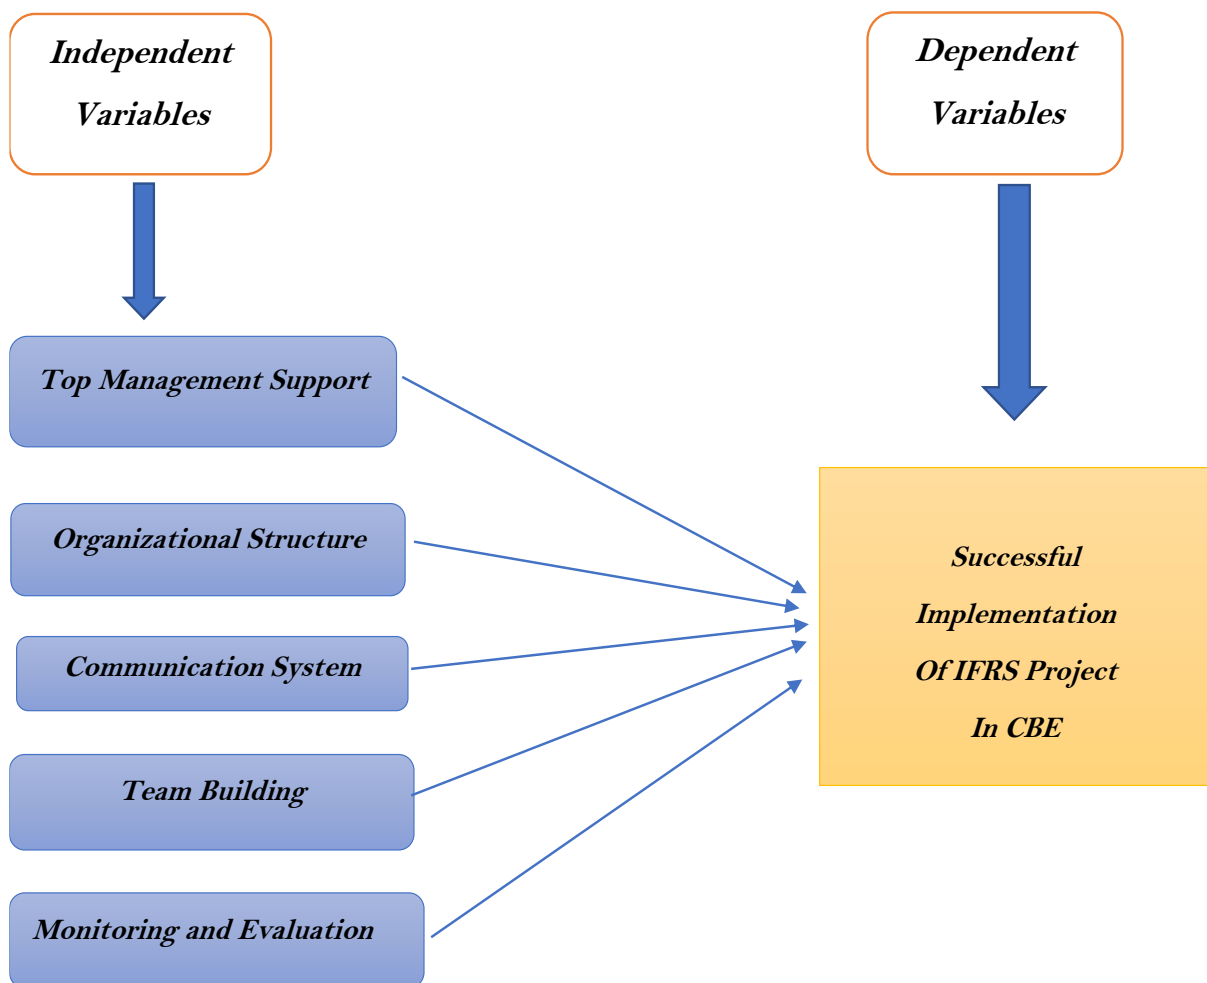 Independent
Variables
Dependent
Variables
Top Management Support
Organizational Structure
Communication System
Team Building
Monitoring and Evaluation
Successful
Implementation
Of IFRS Project
In CBE